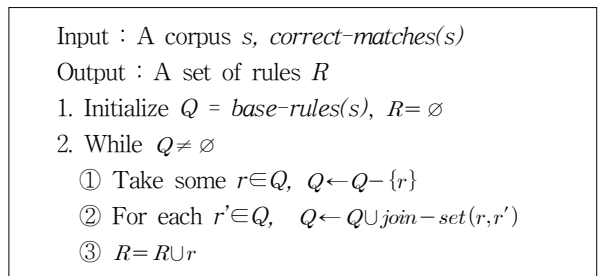 Input : A corpus s, correct-matches(s)
Output : A set of rules R
1. Initialize Q = base-rules(s), R=∅
2. While Q≠∅
① Take some r∈Q, Q←Q−{r}
② For each r'∈Q, Q←Q∪join−set(r,r′)
③ R=R∪r